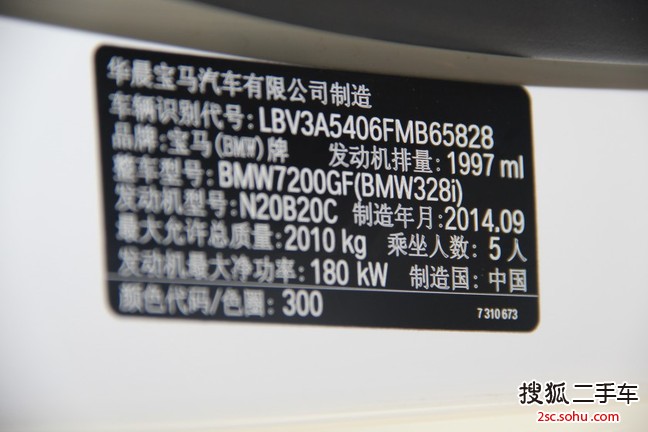 华晨宝马汽车有限公司制造
车辆识别代号: LBV3A5406FMB65828
品牌: 宝马(BMW)牌 发动机排量: 1997 ml
整车型号: BMW7200GF(BMW328i)
发动机型号: N20B20C 制造年月: 2014.09
最大允许总质量: 2010 kg 乘坐人数: 5 人
发动机最大净功率: 180 kW 制造国: 中国
颜色代码/色圈: 300 7 310 673
搜狐 二手车
2sc.sohu.com